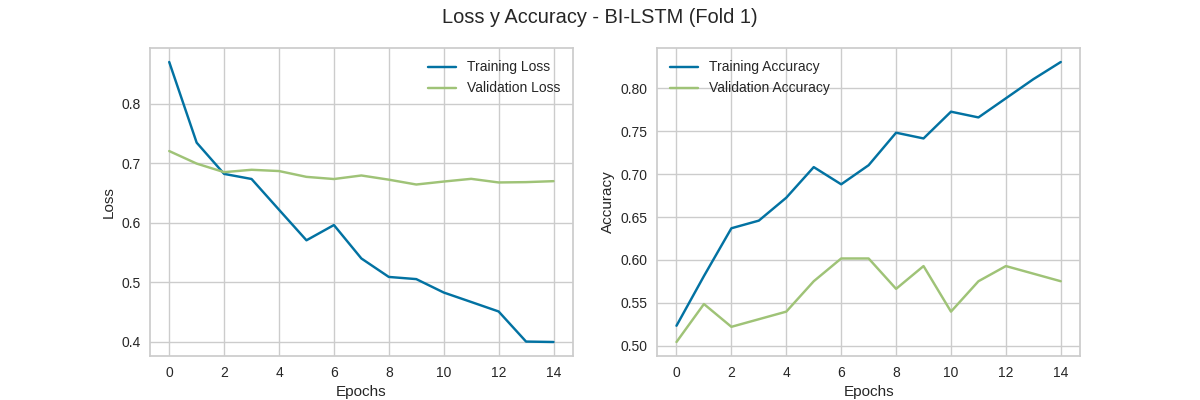 Loss y Accuracy - BI-LSTM (Fold 1)
Training Loss
Validation Loss
0.8
0.7
0.6
0.5
0.4
Loss
0 2 4 6 8 10 12 14
Epochs
Training Accuracy
Validation Accuracy
0.80
0.75
0.70
0.65
0.60
0.55
0.50
Accuracy
0 2 4 6 8 10 12 14
Epochs